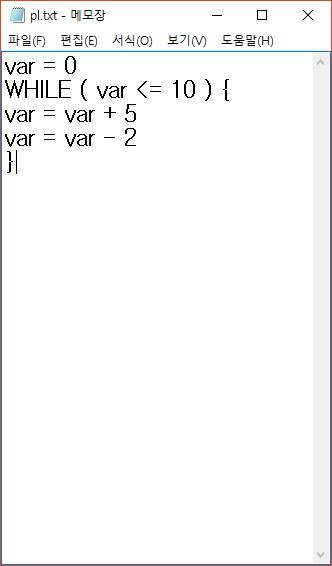 pl.txt - 메모장
파일(F) 편집(E) 서식(O) 보기(V) 도움말(H)
var = 0
WHILE ( var <= 10 ) {
var = var + 5
var = var - 2
}